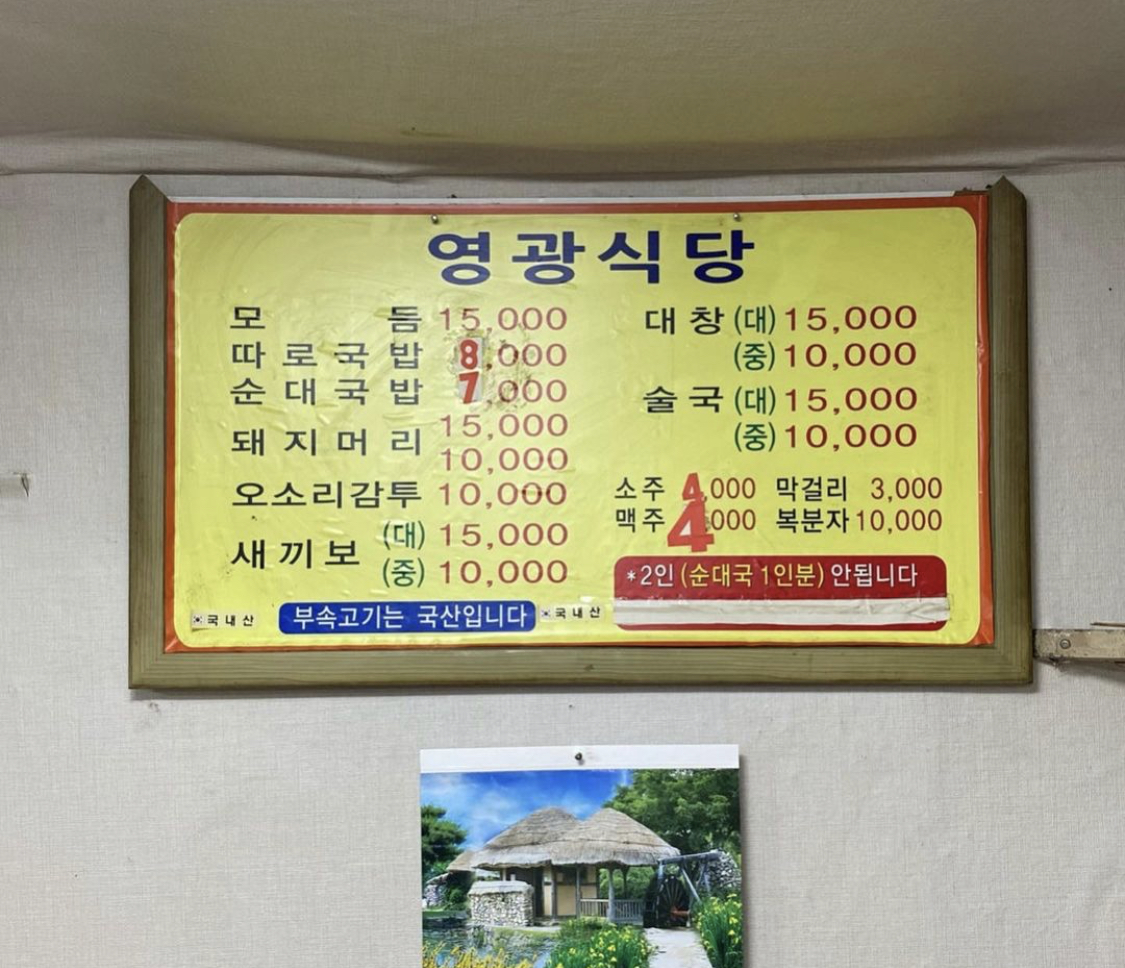 영광식당
모둠 15,000
따로국밥 8,000
순대국밥 7,000
돼지머리 15,000
10,000
오소리감투 10,000
새끼보 (대) 15,000
(중) 10,000
국내산 부속고기는 국산입니다 국내산
대창 (대) 15,000
(중) 10,000
술국 (대) 15,000
(중) 10,000
소주 4,000 막걸리 3,000
맥주 4,000 복분자 10,000
*2인 (순대국 1인분) 안됩니다